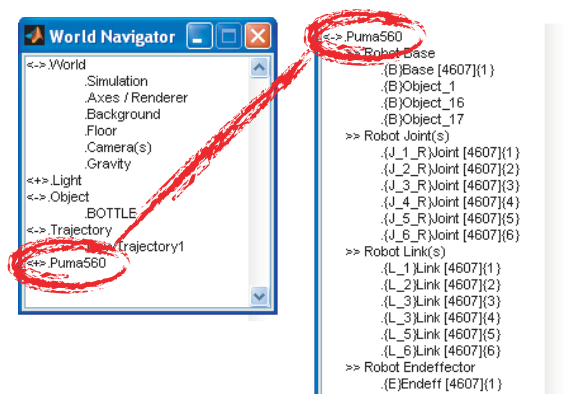 World Navigator
<->.World
.Simulation
.Axes / Renderer
.Background
.Floor
.Camera(s)
.Gravity
<+>.Light
<->.Object
.BOTTLE
<->.Trajectory
Trajectory1
<+>.Puma560
<->.Puma560
>> Robot Base
.{B}Base [4607]{1}
.{B}Object_1
.{B}Object_16
.{B}Object_17
>> Robot Joint(s)
.{J_1_R}Joint [4607]{1}
.{J_2_R}Joint [4607]{2}
.{J_3_R}Joint [4607]{3}
.{J_4_R}Joint [4607]{4}
.{J_5_R}Joint [4607]{5}
.{J_6_R}Joint [4607]{6}
>> Robot Link(s)
.{L_1}Link [4607]{1}
.{L_2}Link [4607]{2}
.{L_3}Link [4607]{3}
.{L_3}Link [4607]{4}
.{L_5}Link [4607]{5}
.{L_6}Link [4607]{6}
>> Robot Endeffector
.{E}Endeff [4607]{1}